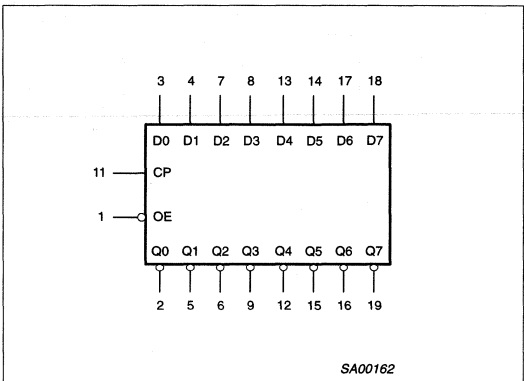 3 4 7 8 13 14 17 18
D0 D1 D2 D3 D4 D5 D6 D7
11 CP
1 OE
Q0 Q1 Q2 Q3 Q4 Q5 Q6 Q7
2 5 6 9 12 15 16 19
SA00162